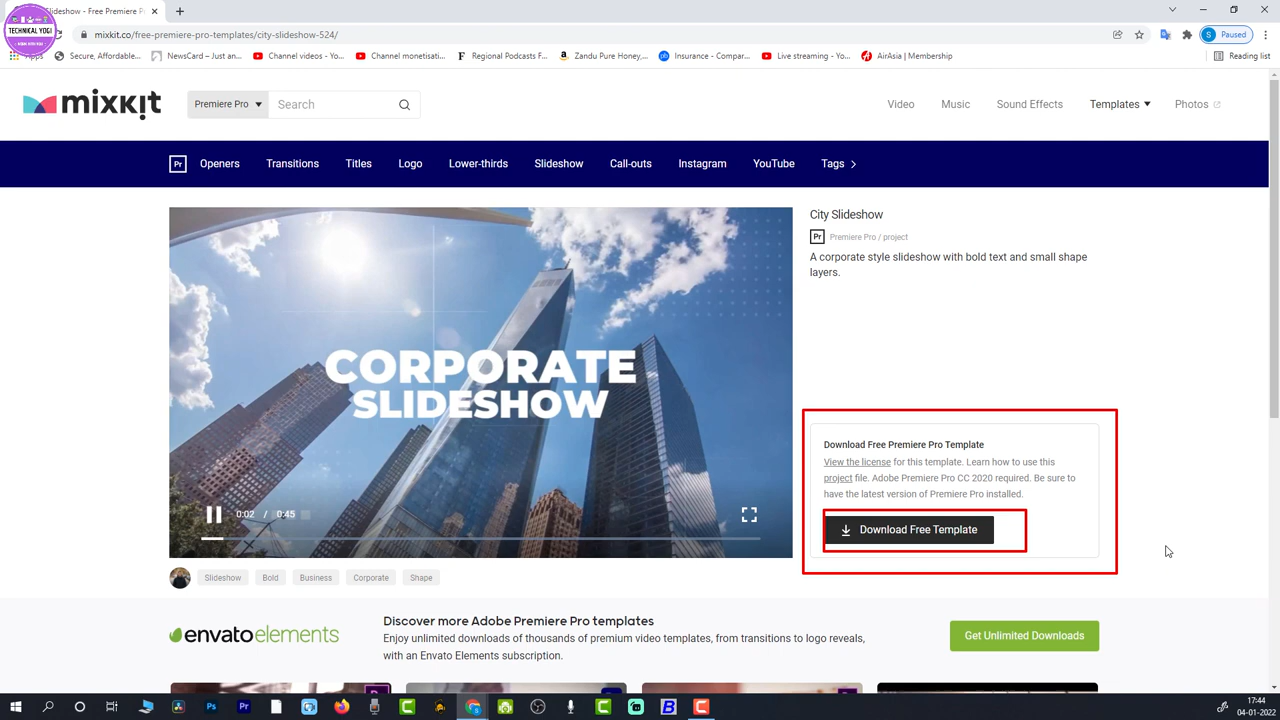 Slideshow - Free Premiere P
TECHNIKAL YOGI
mixkit.co/free-premiere-pro-templates/city-slideshow-524/
Paused
Apps
Secure, Affordable...
NewsCard – Just an...
Channel videos - Yo...
Channel monetisati...
Regional Podcasts F...
Zandu Pure Honey,...
Insurance - Compar...
Live streaming - Yo...
AirAsia | Membership
Reading list
mixkit
Premiere Pro
Search
Video
Music
Sound Effects
Templates
Photos
Pr
Openers
Transitions
Titles
Logo
Lower-thirds
Slideshow
Call-outs
Instagram
YouTube
Tags
CORPORATE
SLIDESHOW
0:02 / 0:45
City Slideshow
Pr Premiere Pro / project
A corporate style slideshow with bold text and small shape
layers.
Download Free Premiere Pro Template
View the license for this template. Learn how to use this
project file. Adobe Premiere Pro CC 2020 required. Be sure to
have the latest version of Premiere Pro installed.
Download Free Template
Slideshow
Bold
Business
Corporate
Shape
envatoelements
Discover more Adobe Premiere Pro templates
Enjoy unlimited downloads of thousands of premium video templates, from transitions to logo reveals,
with an Envato Elements subscription.
Get Unlimited Downloads
Ps
Pr
17:44
04-01-2022